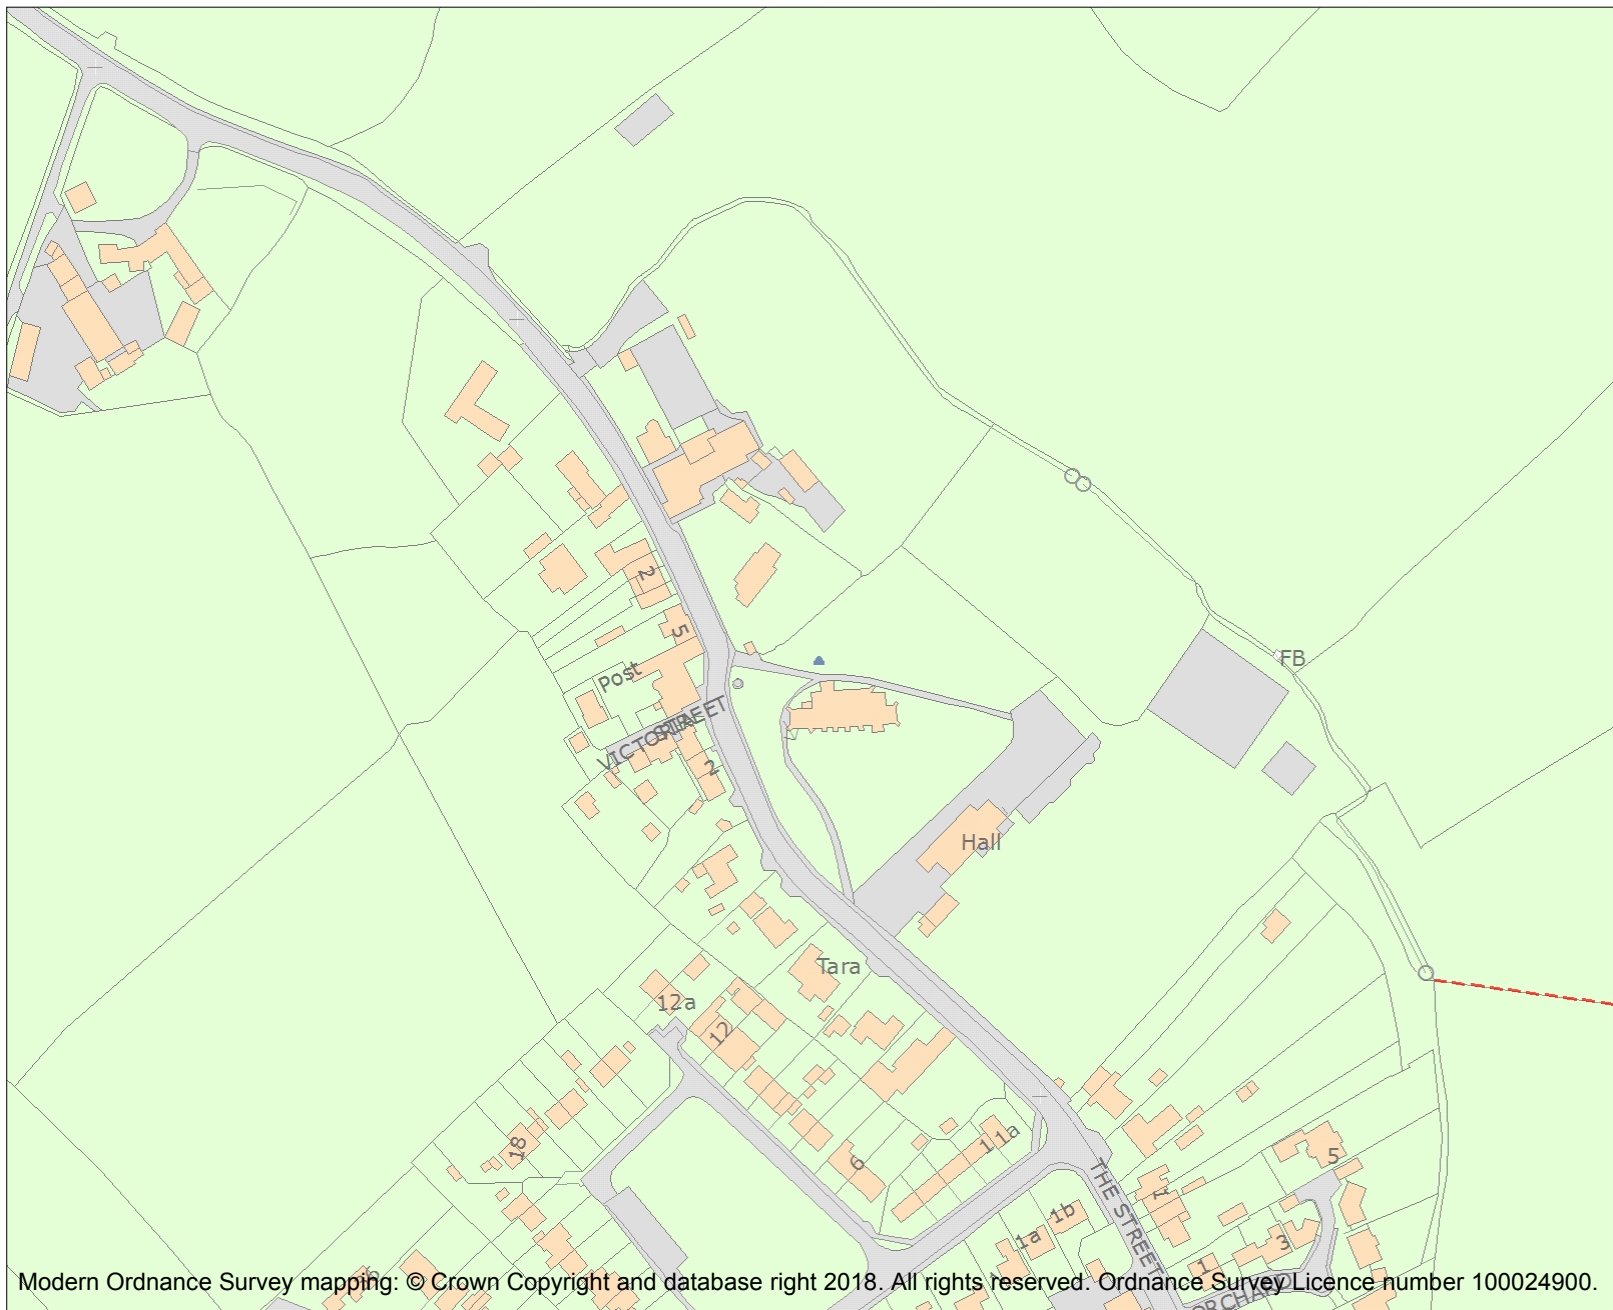 2
5
FB
Post
VICTORIA STREET
2
Hall
Tara
12a
12
18
6
11a
5
1
THE STREET
1b
1a
3
1
Modern Ordnance Survey mapping: © Crown Copyright and database right 2018. All rights reserved. Ordnance Survey Licence number 100024900.